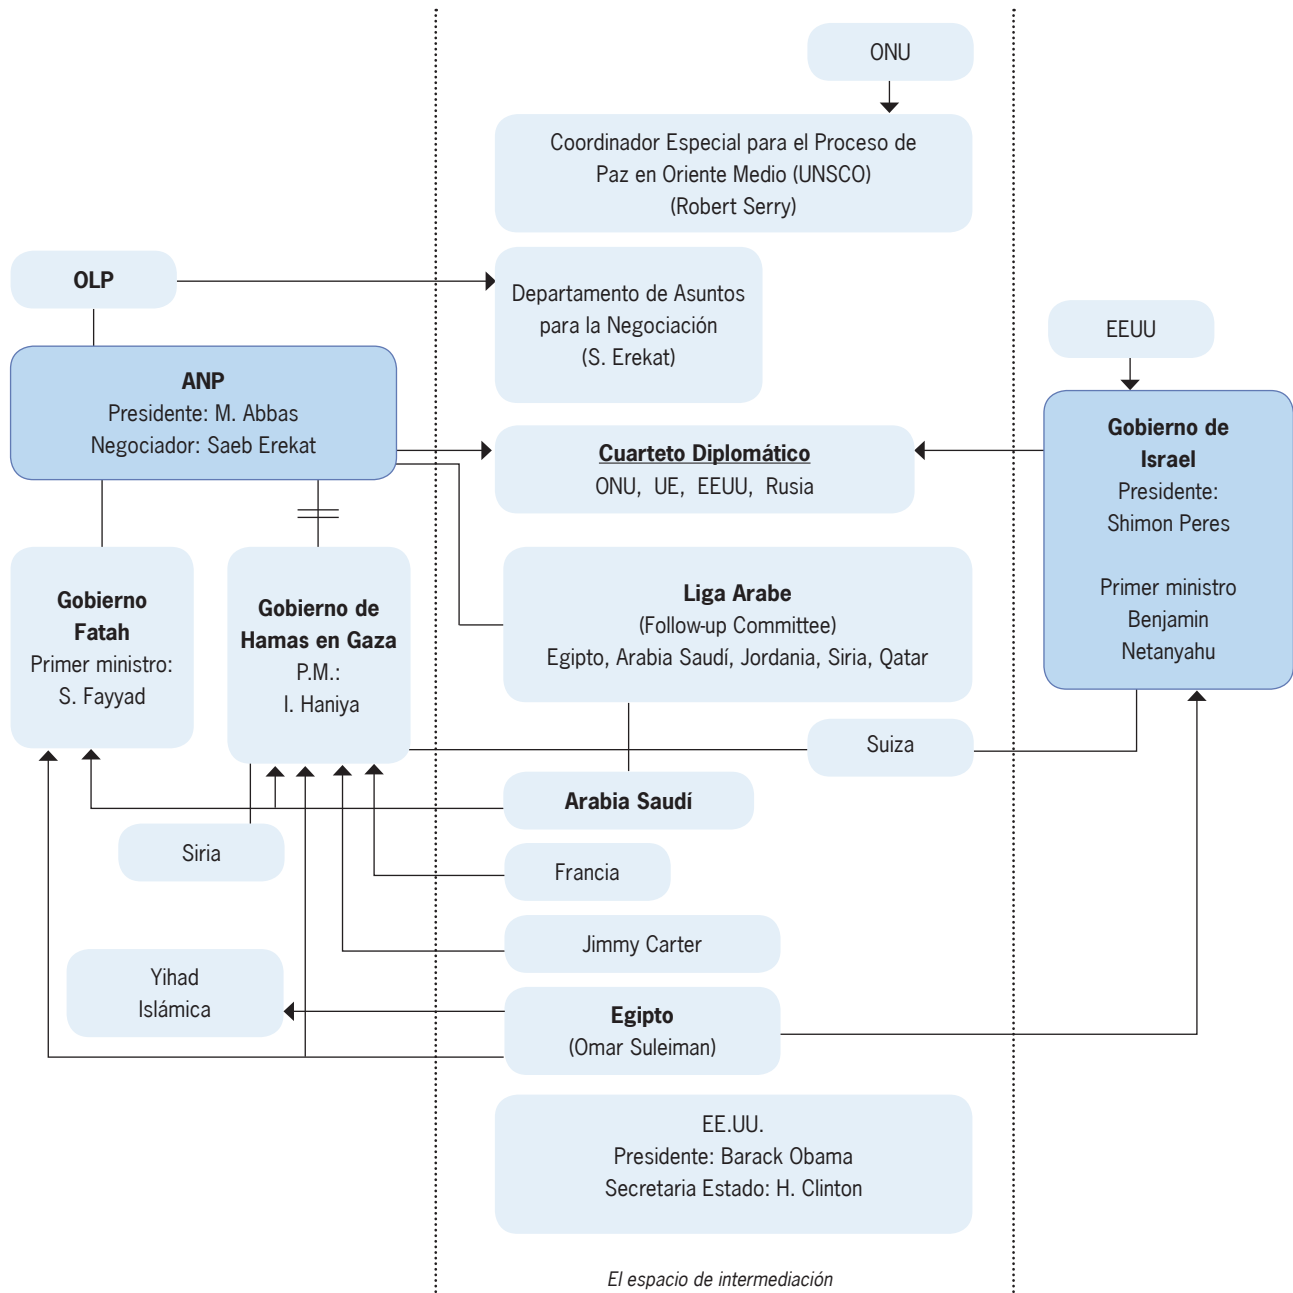 ONU
Coordinador Especial para el Proceso de
Paz en Oriente Medio (UNSCO)
(Robert Serry)
OLP
Departamento de Asuntos
para la Negociación
(S. Erekat)
EEUU
ANP
Presidente: M. Abbas
Negociador: Saeb Erekat
Cuarteto Diplomático
ONU, UE, EEUU, Rusia
Gobierno de
Israel
Presidente:
Shimon Peres
Primer ministro
Benjamin
Netanyahu
Gobierno
Fatah
Primer ministro:
S. Fayyad
Gobierno de
Hamas en Gaza
P.M.:
I. Haniya
Liga Arabe
(Follow-up Committee)
Egipto, Arabia Saudí, Jordania, Siria, Qatar
Suiza
Arabia Saudí
Siria
Francia
Jimmy Carter
Yihad
Islámica
Egipto
(Omar Suleiman)
EE.UU.
Presidente: Barack Obama
Secretaria Estado: H. Clinton
El espacio de intermediación